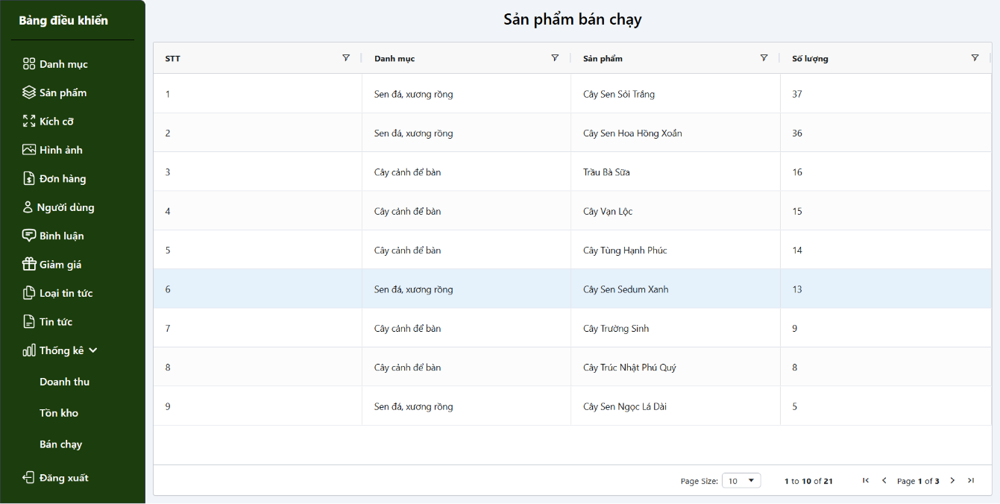 Bảng điều khiển
Danh mục
Sản phẩm
Kích cỡ
Hình ảnh
Đơn hàng
Người dùng
Bình luận
Giảm giá
Loại tin tức
Tin tức
Thống kê
Doanh thu
Tồn kho
Bán chạy
Đăng xuất
Sản phẩm bán chạy
STT Danh mục Sản phẩm Số lượng
1 Sen đá, xương rồng Cây Sen Sỏi Trắng 37
2 Sen đá, xương rồng Cây Sen Hoa Hồng Xoắn 36
3 Cây cảnh để bàn Trầu Bà Sữa 16
4 Cây cảnh để bàn Cây Vạn Lộc 15
5 Cây cảnh để bàn Cây Tùng Hạnh Phúc 14
6 Sen đá, xương rồng Cây Sen Sedum Xanh 13
7 Cây cảnh để bàn Cây Trường Sinh 9
8 Cây cảnh để bàn Cây Trúc Nhật Phú Quý 8
9 Sen đá, xương rồng Cây Sen Ngọc Lá Dài 5
Page Size: 10 1 to 10 of 21 Page 1 of 3